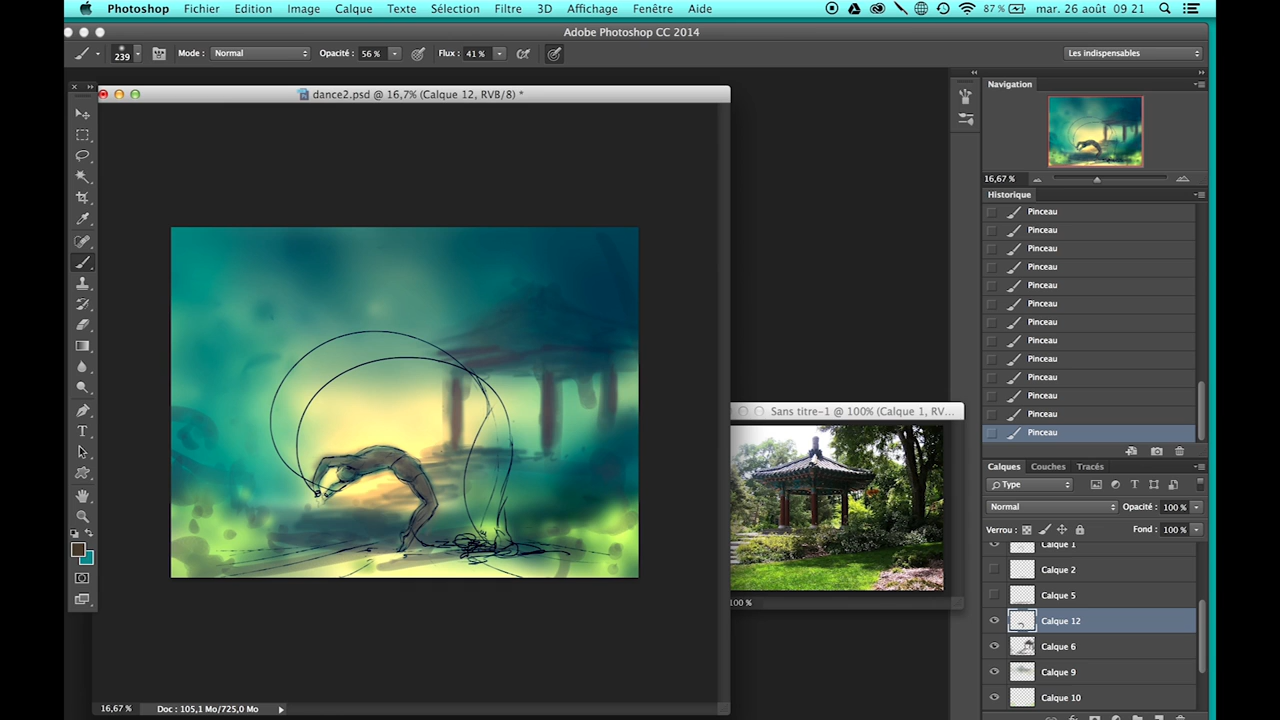 Photoshop Fichier Edition Image Calque Texte Sélection Filtre 3D Affichage Fenêtre Aide 87 % mar. 26 août 09 21
Adobe Photoshop CC 2014
239 Mode : Normal Opacité : 56 % Flux : 41 % Les indispensables
dance2.psd @ 16,7% (Calque 12, RVB/8) *
Navigation
16,67 %
Historique
Pinceau
Pinceau
Pinceau
Pinceau
Pinceau
Pinceau
Pinceau
Pinceau
Pinceau
Pinceau
Pinceau
Pinceau
Pinceau
Sans titre-1 @ 100% (Calque 1, RV...
100 %
Calques Couches Tracés
Type
Normal Opacité : 100 %
Verrou : Fond : 100 %
Calque 1
Calque 2
Calque 5
Calque 12
Calque 6
Calque 9
Calque 10
16,67 % Doc : 105,1 Mo/725,0 Mo